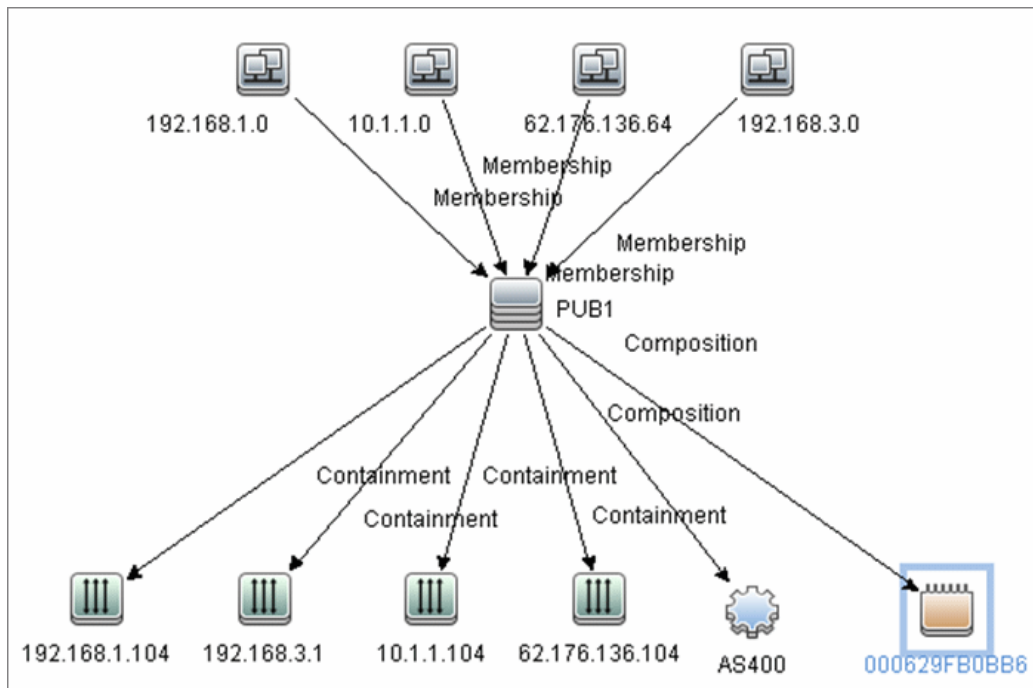 192.168.1.0
10.1.1.0
62.176.136.64
192.168.3.0
Membership
Membership
Membership
Membership
PUB1
Composition
Composition
Containment
Containment
Containment
Containment
192.168.1.104
192.168.3.1
10.1.1.104
62.176.136.104
AS400
000629FB0BB6